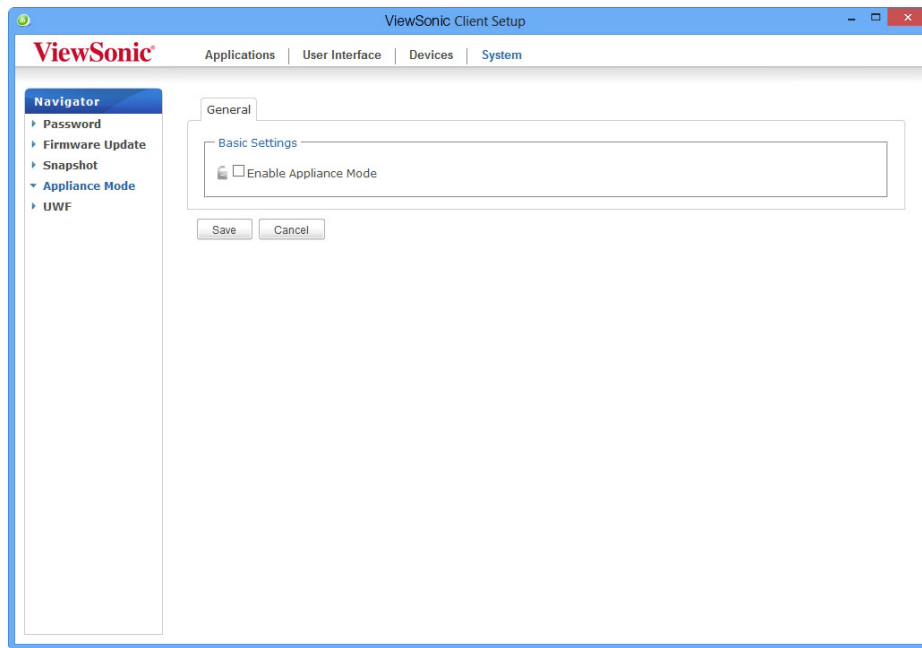 ViewSonic Client Setup
ViewSonic®
Applications | User Interface | Devices | System
Navigator
Password
Firmware Update
Snapshot
Appliance Mode
UWF
General
Basic Settings
Enable Appliance Mode
Save
Cancel